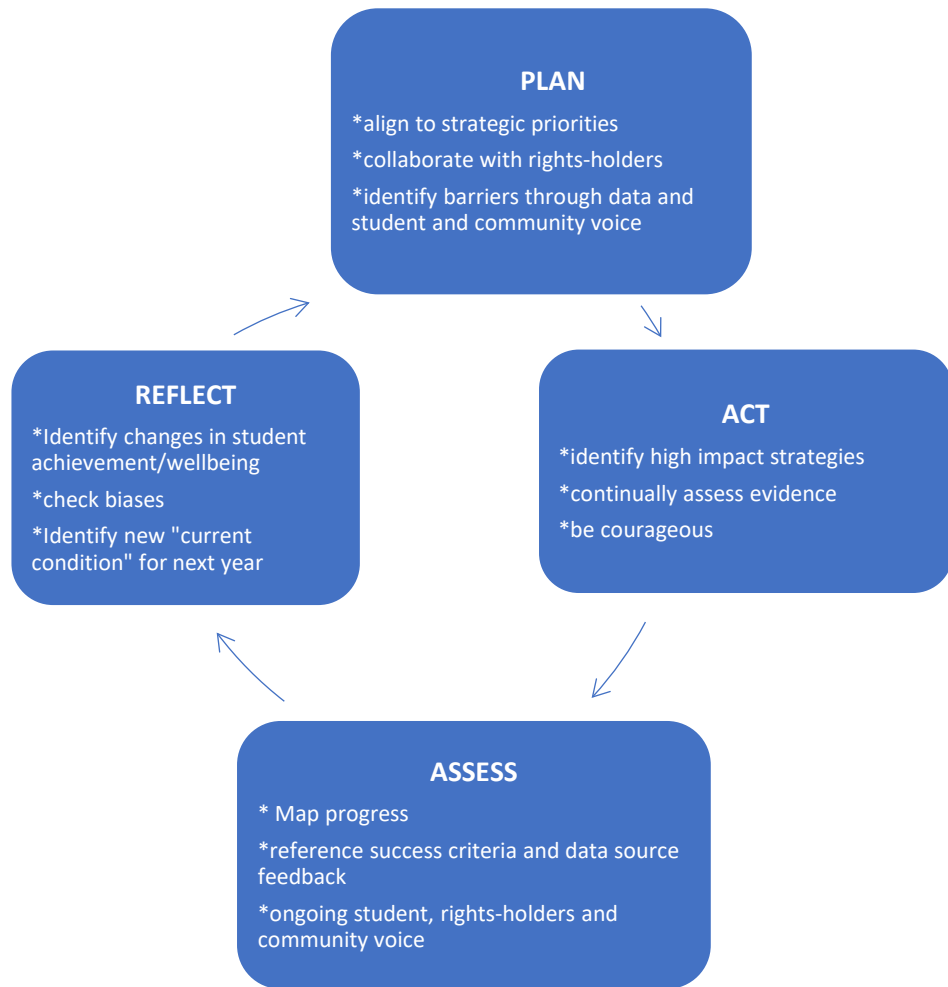 PLAN
*align to strategic priorities
*collaborate with rights-holders
*identify barriers through data and
student and community voice
ACT
*identify high impact strategies
*continually assess evidence
*be courageous
ASSESS
* Map progress
*reference success criteria and data source
feedback
*ongoing student, rights-holders and
community voice
REFLECT
*Identify changes in student
achievement/wellbeing
*check biases
*Identify new "current
condition" for next year